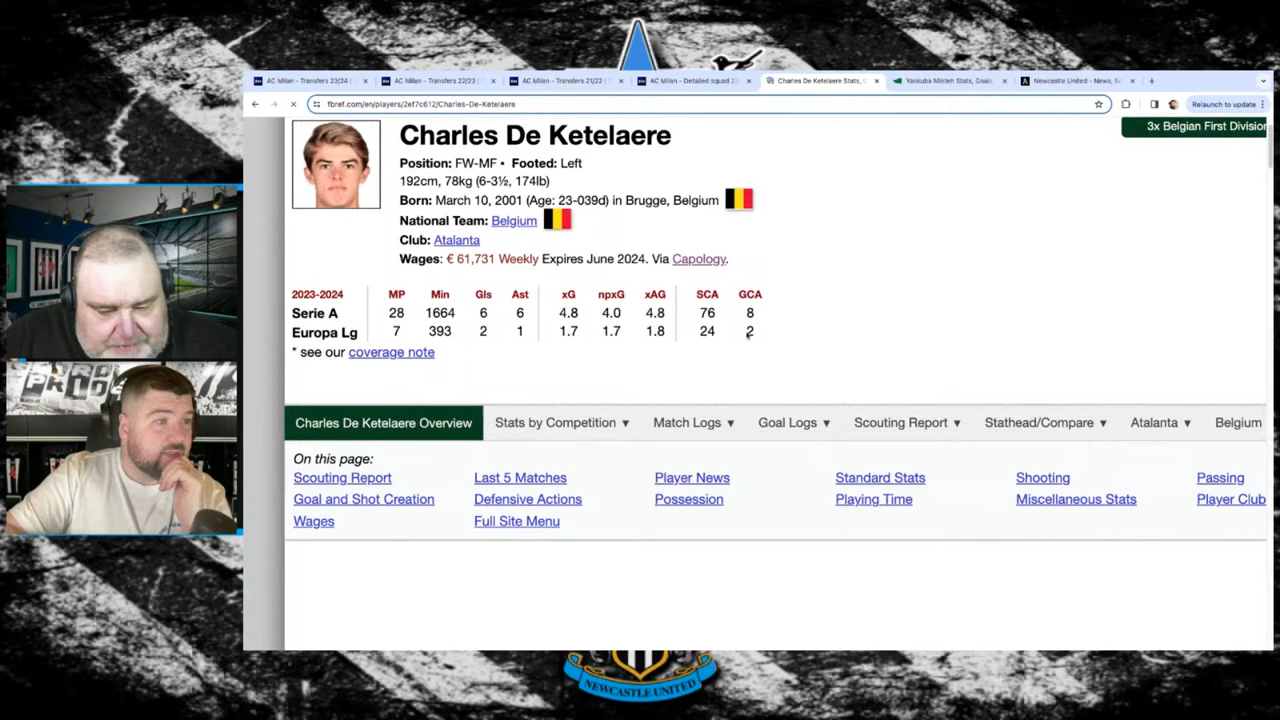 AC Milan - Transfers 23/24 |
AC Milan - Transfers 22/23 |
AC Milan - Transfers 21/22 |
AC Milan - Detailed squad 23
Charles De Ketelaere Stats, G
Yankuba Minteh Stats, Goals
Newcastle United - News, Sc
fbref.com/en/players/2ef7c612/Charles-De-Ketelaere
Relaunch to update
Charles De Ketelaere
3x Belgian First Division
Position: FW-MF • Footed: Left
192cm, 78kg (6-3½, 174lb)
Born: March 10, 2001 (Age: 23-039d) in Brugge, Belgium
National Team: Belgium
Club: Atalanta
Wages: € 61,731 Weekly Expires June 2024. Via Capology.
2023-2024 MP Min Gls Ast xG npxG xAG SCA GCA
Serie A 28 1664 6 6 4.8 4.0 4.8 76 8
Europa Lg 7 393 2 1 1.7 1.7 1.8 24 2
* see our coverage note
Charles De Ketelaere Overview Stats by Competition ▼ Match Logs ▼ Goal Logs ▼ Scouting Report ▼ Stathead/Compare ▼ Atalanta ▼ Belgium
On this page:
Scouting Report Last 5 Matches Player News Standard Stats Shooting Passing
Goal and Shot Creation Defensive Actions Possession Playing Time Miscellaneous Stats Player Club
Wages Full Site Menu
NEWCASTLE UNITED